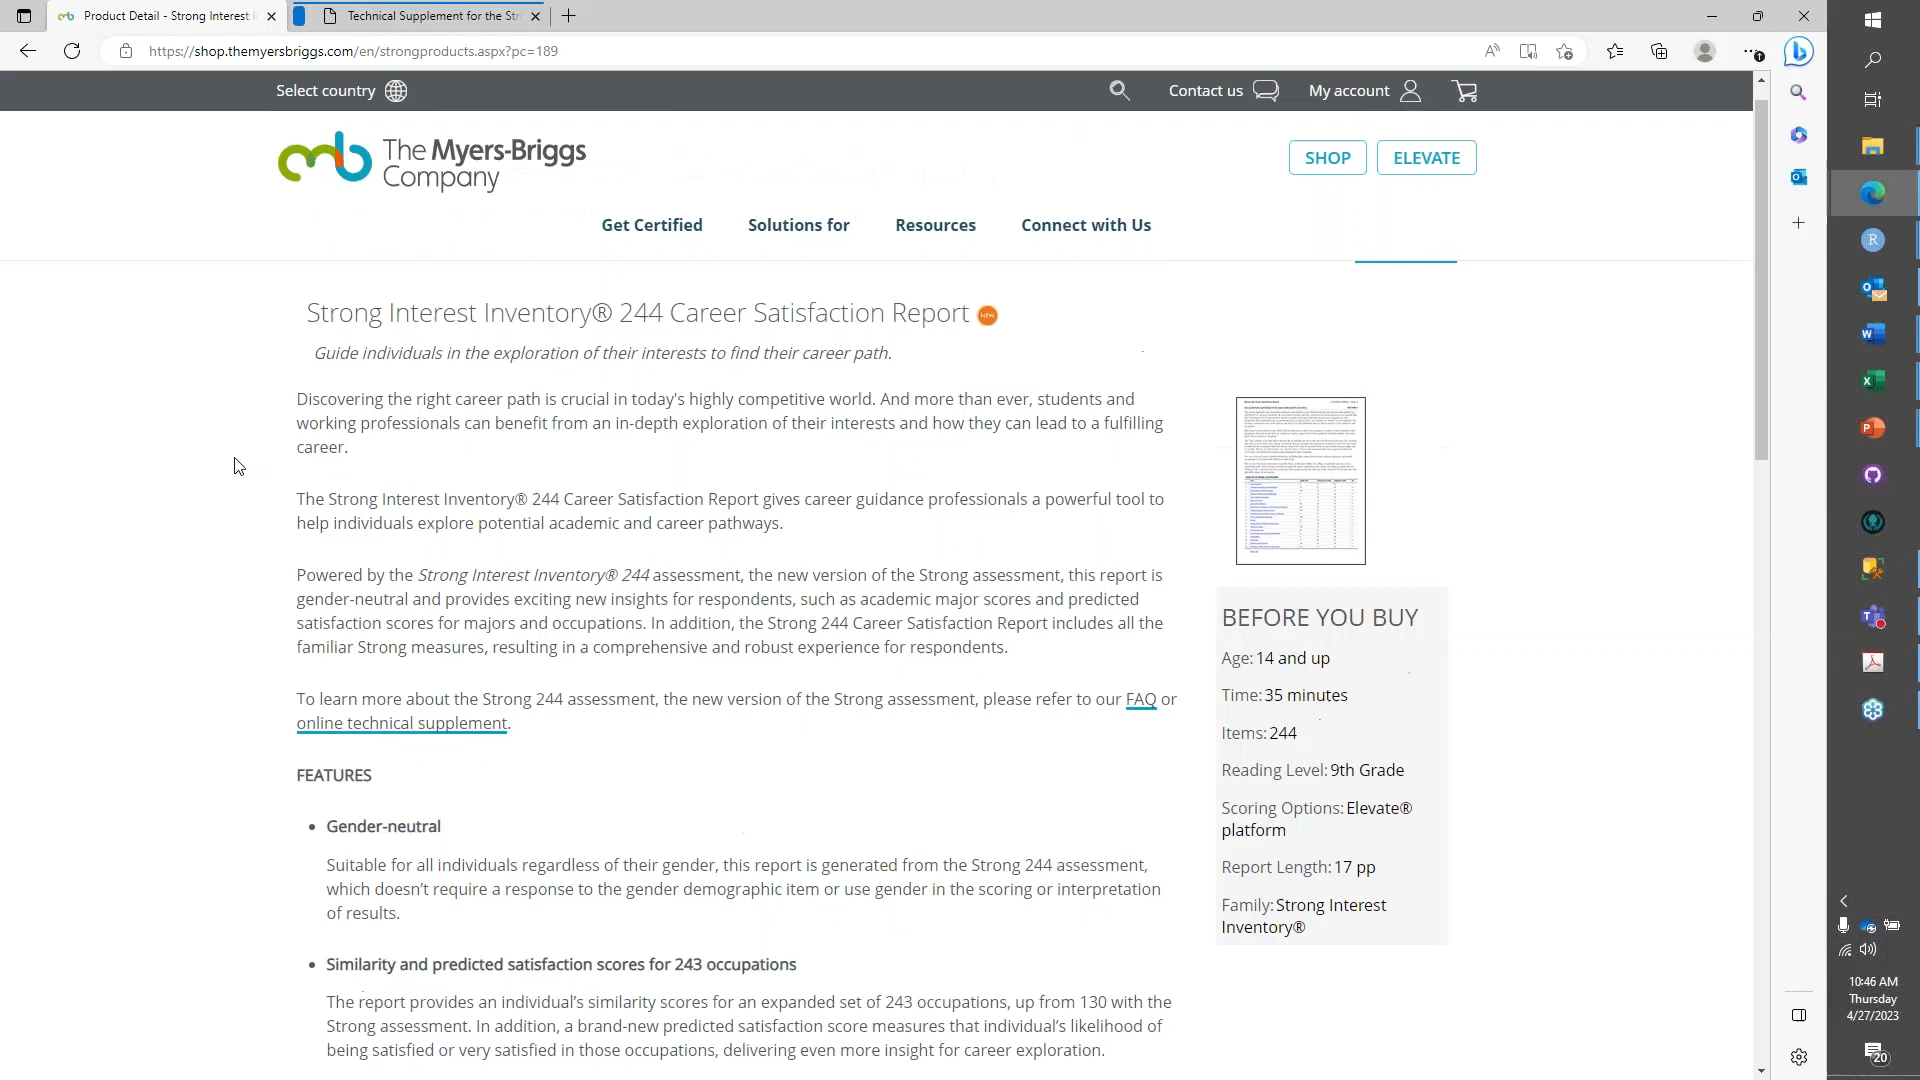 Product Detail - Strong Interest I
Technical Supplement for the Str
https://shop.themyersbriggs.com/en/strongproducts.aspx?pc=189
Select country
Contact us
My account
The Myers-Briggs
Company
SHOP
ELEVATE
Get Certified
Solutions for
Resources
Connect with Us
Strong Interest Inventory® 244 Career Satisfaction Report NEW
Guide individuals in the exploration of their interests to find their career path.
Discovering the right career path is crucial in today's highly competitive world. And more than ever, students and
working professionals can benefit from an in-depth exploration of their interests and how they can lead to a fulfilling
career.
The Strong Interest Inventory® 244 Career Satisfaction Report gives career guidance professionals a powerful tool to
help individuals explore potential academic and career pathways.
Powered by the Strong Interest Inventory® 244 assessment, the new version of the Strong assessment, this report is
gender-neutral and provides exciting new insights for respondents, such as academic major scores and predicted
satisfaction scores for majors and occupations. In addition, the Strong 244 Career Satisfaction Report includes all the
familiar Strong measures, resulting in a comprehensive and robust experience for respondents.
To learn more about the Strong 244 assessment, the new version of the Strong assessment, please refer to our FAQ or
online technical supplement.
FEATURES
• Gender-neutral
Suitable for all individuals regardless of their gender, this report is generated from the Strong 244 assessment,
which doesn't require a response to the gender demographic item or use gender in the scoring or interpretation
of results.
• Similarity and predicted satisfaction scores for 243 occupations
The report provides an individual's similarity scores for an expanded set of 243 occupations, up from 130 with the
Strong assessment. In addition, a brand-new predicted satisfaction score measures that individual's likelihood of
being satisfied or very satisfied in those occupations, delivering even more insight for career exploration.
BEFORE YOU BUY
Age: 14 and up
Time: 35 minutes
Items: 244
Reading Level: 9th Grade
Scoring Options: Elevate®
platform
Report Length: 17 pp
Family: Strong Interest
Inventory®
10:46 AM
Thursday
4/27/2023
20